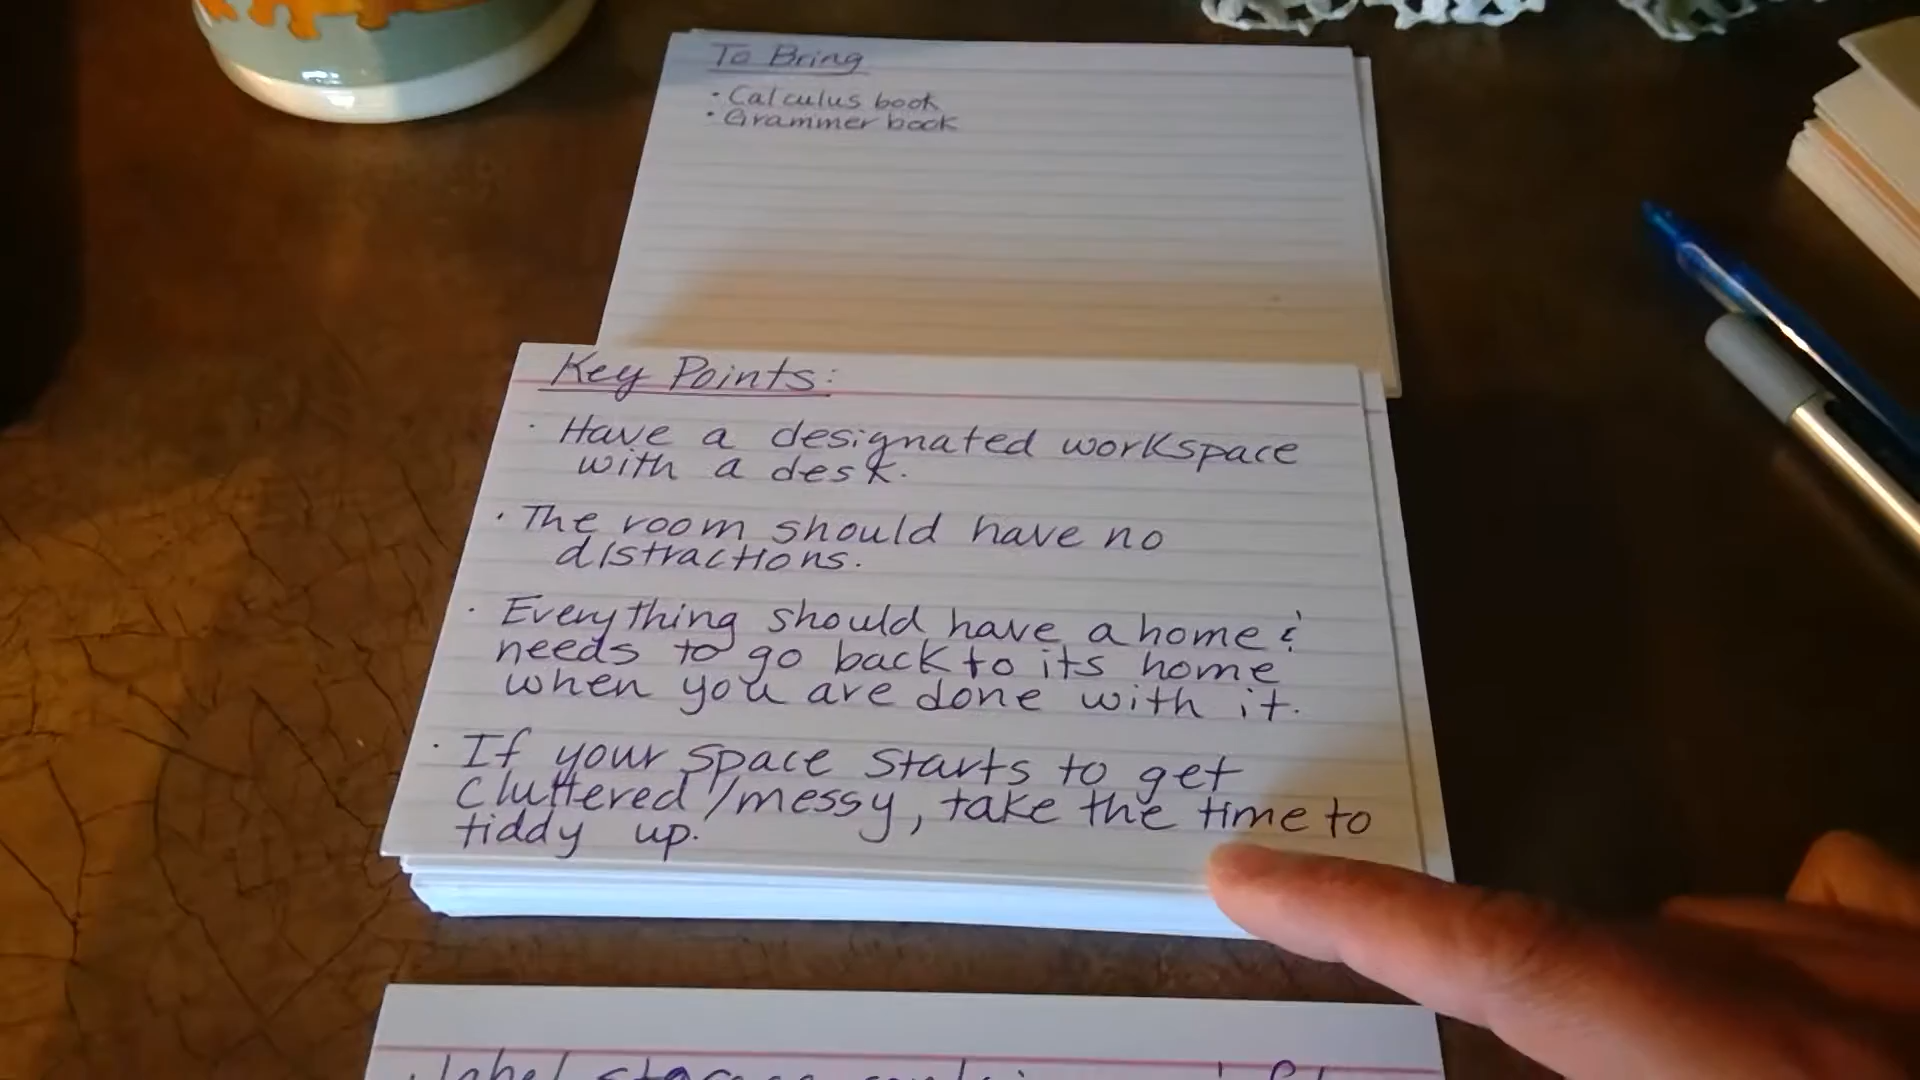 To Bring
• Calculus book
• Grammer book
Key Points:
• Have a designated workspace
with a desk.
• The room should have no
distractions.
• Everything should have a home &
needs to go back to its home
when you are done with it.
• If your space starts to get
cluttered/messy, take the time to
tiddy up.
• label storage